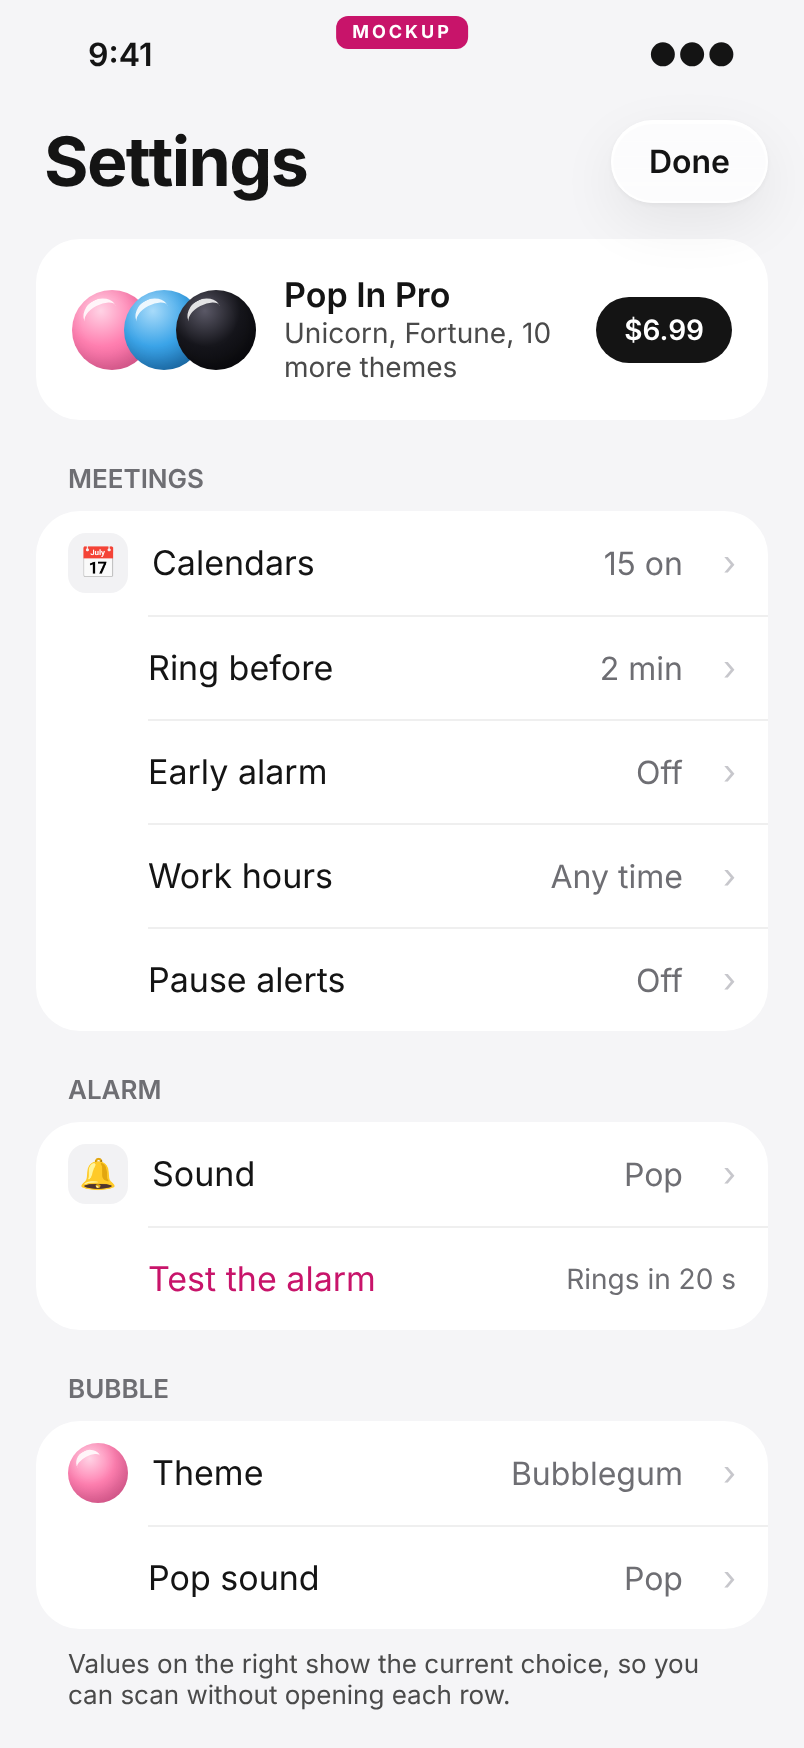 MOCKUP
9:41
Settings
Done
Pop In Pro
Unicorn, Fortune, 10
more themes
$6.99
MEETINGS
July
17
Calendars
15 on
Ring before
2 min
Early alarm
Off
Work hours
Any time
Pause alerts
Off
ALARM
Sound
Pop
Test the alarm
Rings in 20 s
BUBBLE
Theme
Bubblegum
Pop sound
Pop
Values on the right show the current choice, so you
can scan without opening each row.